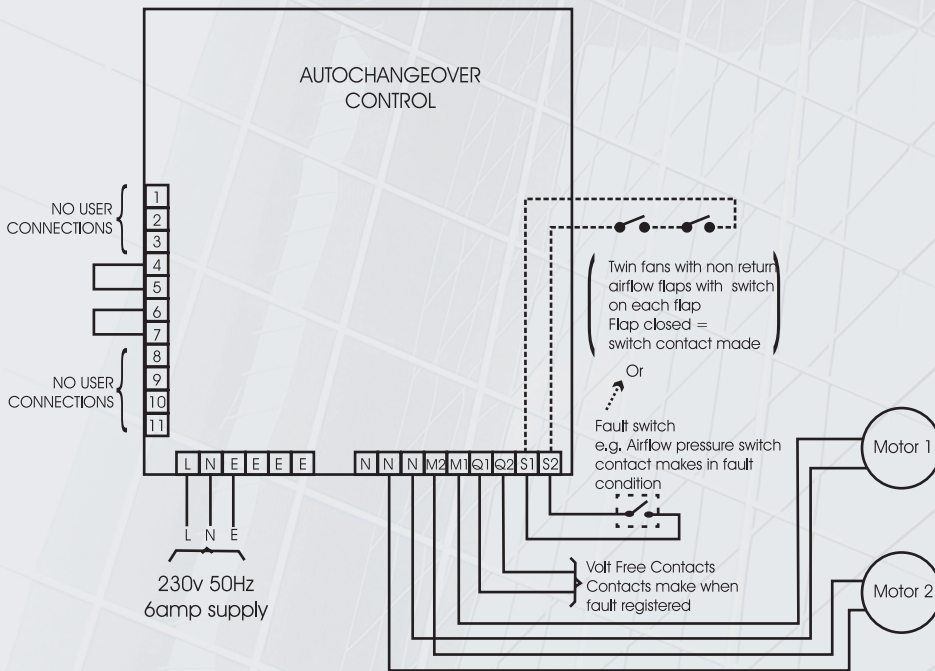 AUTOCHANGEOVER
CONTROL
NO USER
CONNECTIONS
1
2
3
4
5
6
7
8
9
10
11
NO USER
CONNECTIONS
Twin fans with non return
airflow flaps with switch
on each flap
Flap closed =
switch contact made
Or
Fault switch
e.g. Airflow pressure switch
contact makes in fault
condition
Motor 1
L N E E E E
N N N M2 M1 Q1 Q2 S1 S2
L N E
230v 50Hz
6amp supply
Volt Free Contacts
Contacts make when
fault registered
Motor 2